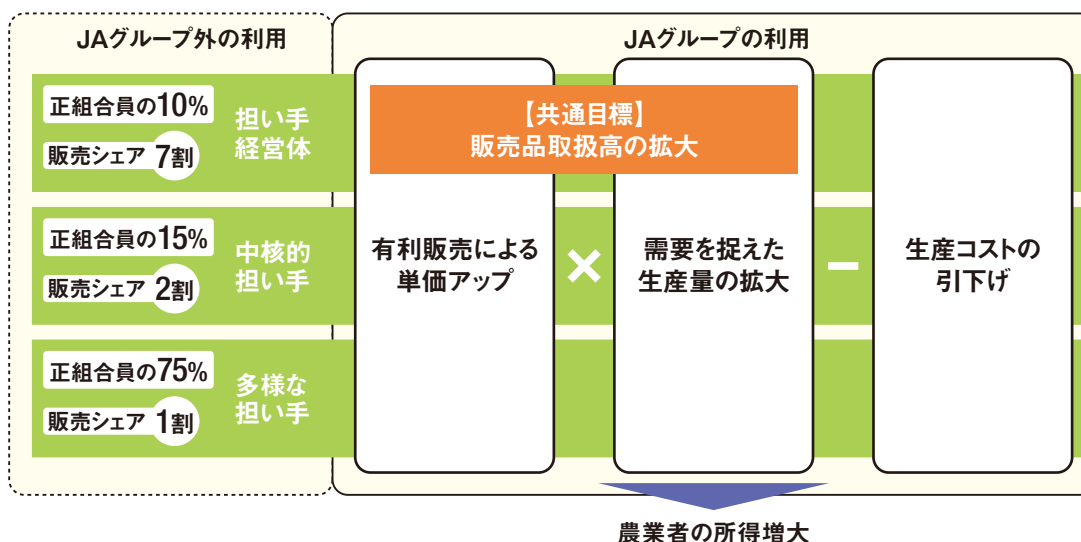 JAグループ外の利用
JAグループの利用
正組合員の10%
販売シェア 7割
担い手
経営体
【共通目標】
販売品取扱高の拡大
正組合員の15%
販売シェア 2割
中核的
担い手
有利販売による
単価アップ
×
需要を捉えた
生産量の拡大
−
生産コストの
引下げ
正組合員の75%
販売シェア 1割
多様な
担い手
農業者の所得増大